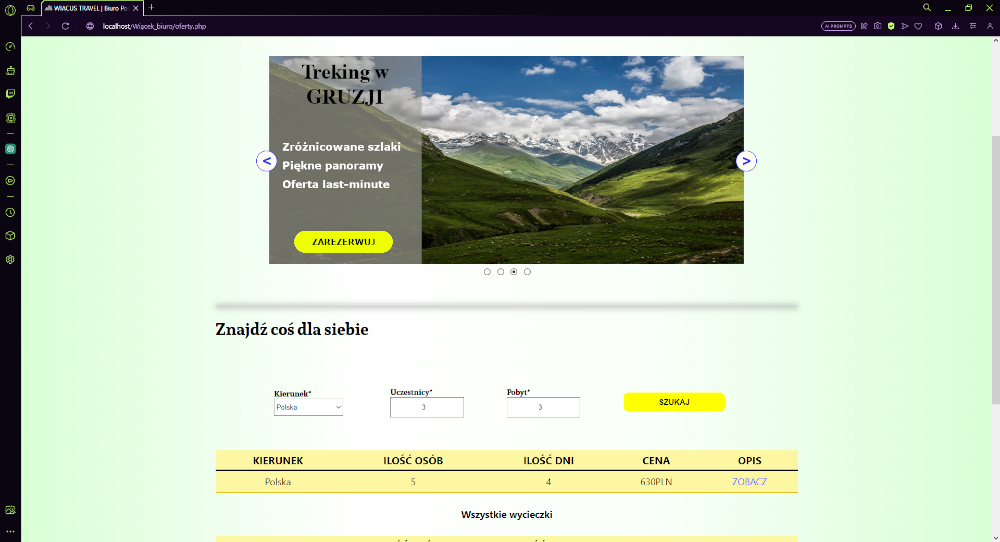 WIACUS TRAVEL | Biuro Po
localhost/Wiącek_biuro/oferty.php
AI PROMPTS
Treking w
GRUZJI
Zróżnicowane szlaki
Piękne panoramy
Oferta last-minute
ZAREZERWUJ
<
>
Znajdź coś dla siebie
Kierunek* Uczestnicy* Pobyt*
Polska 3 3 SZUKAJ
KIERUNEK ILOŚĆ OSÓB ILOŚĆ DNI CENA OPIS
Polska 5 4 630PLN ZOBACZ
Wszystkie wycieczki